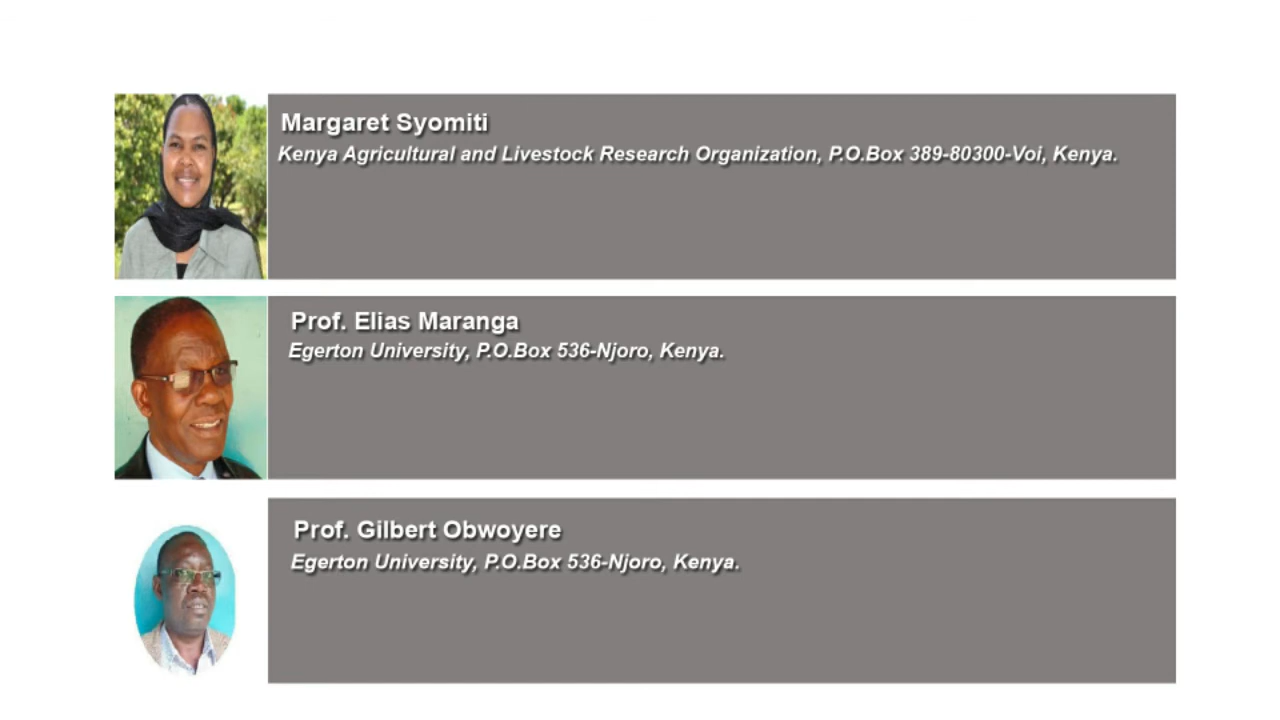 Margaret Syomiti
Kenya Agricultural and Livestock Research Organization, P.O.Box 389-80300-Voi, Kenya.
Prof. Elias Maranga
Egerton University, P.O.Box 536-Njoro, Kenya.
Prof. Gilbert Obwoyere
Egerton University, P.O.Box 536-Njoro, Kenya.